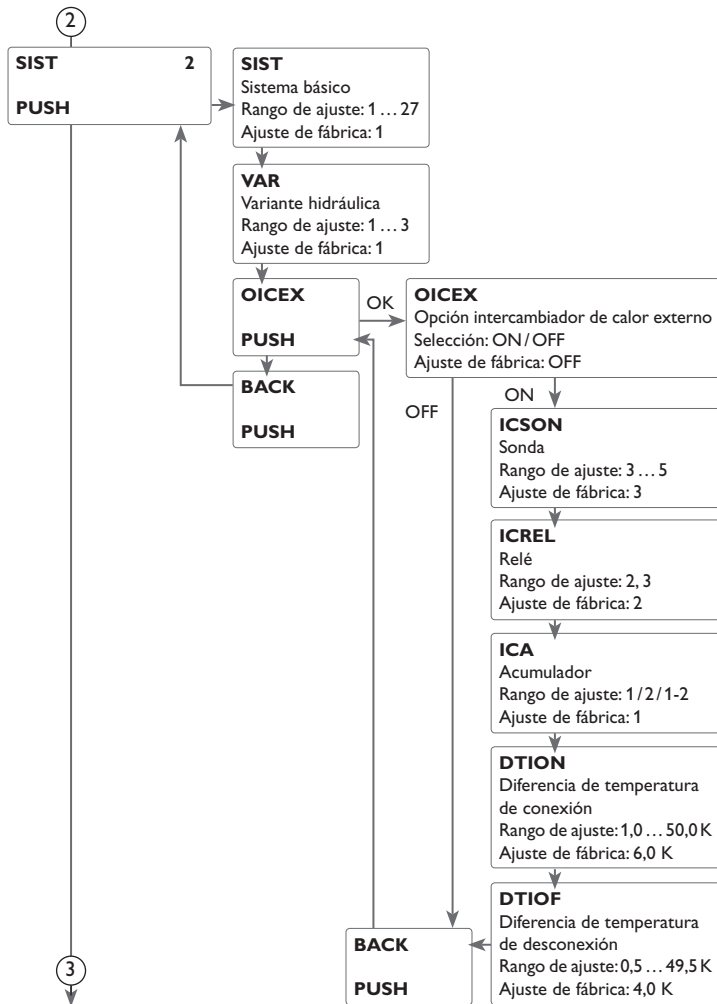 2
SIST 2
PUSH
SIST
Sistema básico
Rango de ajuste: 1 … 27
Ajuste de fábrica: 1
VAR
Variante hidráulica
Rango de ajuste: 1 … 3
Ajuste de fábrica: 1
OICEX
PUSH
OK
OICEX
Opción intercambiador de calor externo
Selección: ON / OFF
Ajuste de fábrica: OFF
BACK
PUSH
OFF
ON
ICSON
Sonda
Rango de ajuste: 3 … 5
Ajuste de fábrica: 3
ICREL
Relé
Rango de ajuste: 2, 3
Ajuste de fábrica: 2
ICA
Acumulador
Rango de ajuste: 1 / 2 / 1-2
Ajuste de fábrica: 1
DTION
Diferencia de temperatura
de conexión
Rango de ajuste: 1,0 … 50,0 K
Ajuste de fábrica: 6,0 K
DTIOF
Diferencia de temperatura
de desconexión
Rango de ajuste: 0,5 … 49,5 K
Ajuste de fábrica: 4,0 K
BACK
PUSH
3